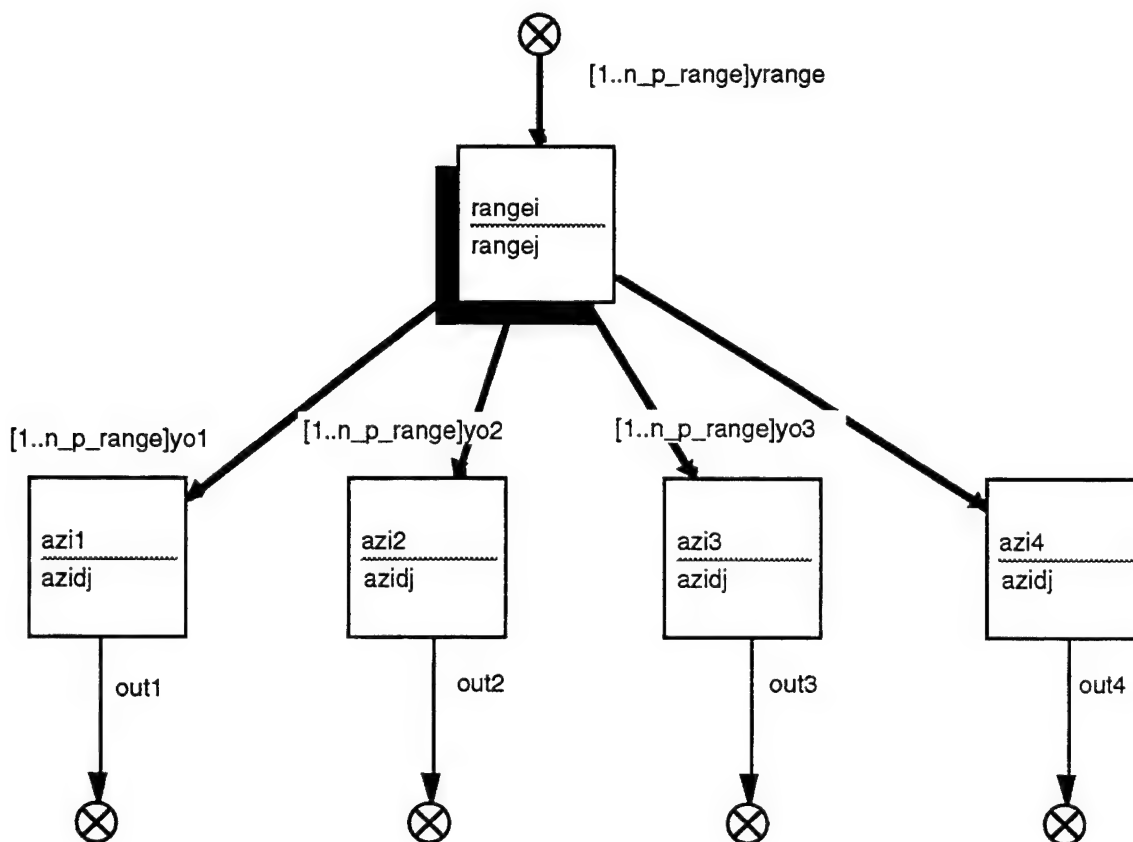 [1..n_p_range]yrange
rangei
rangej
[1..n_p_range]yo1
[1..n_p_range]yo2
[1..n_p_range]yo3
azi1
azidj
azi2
azidj
azi3
azidj
azi4
azidj
out1
out2
out3
out4